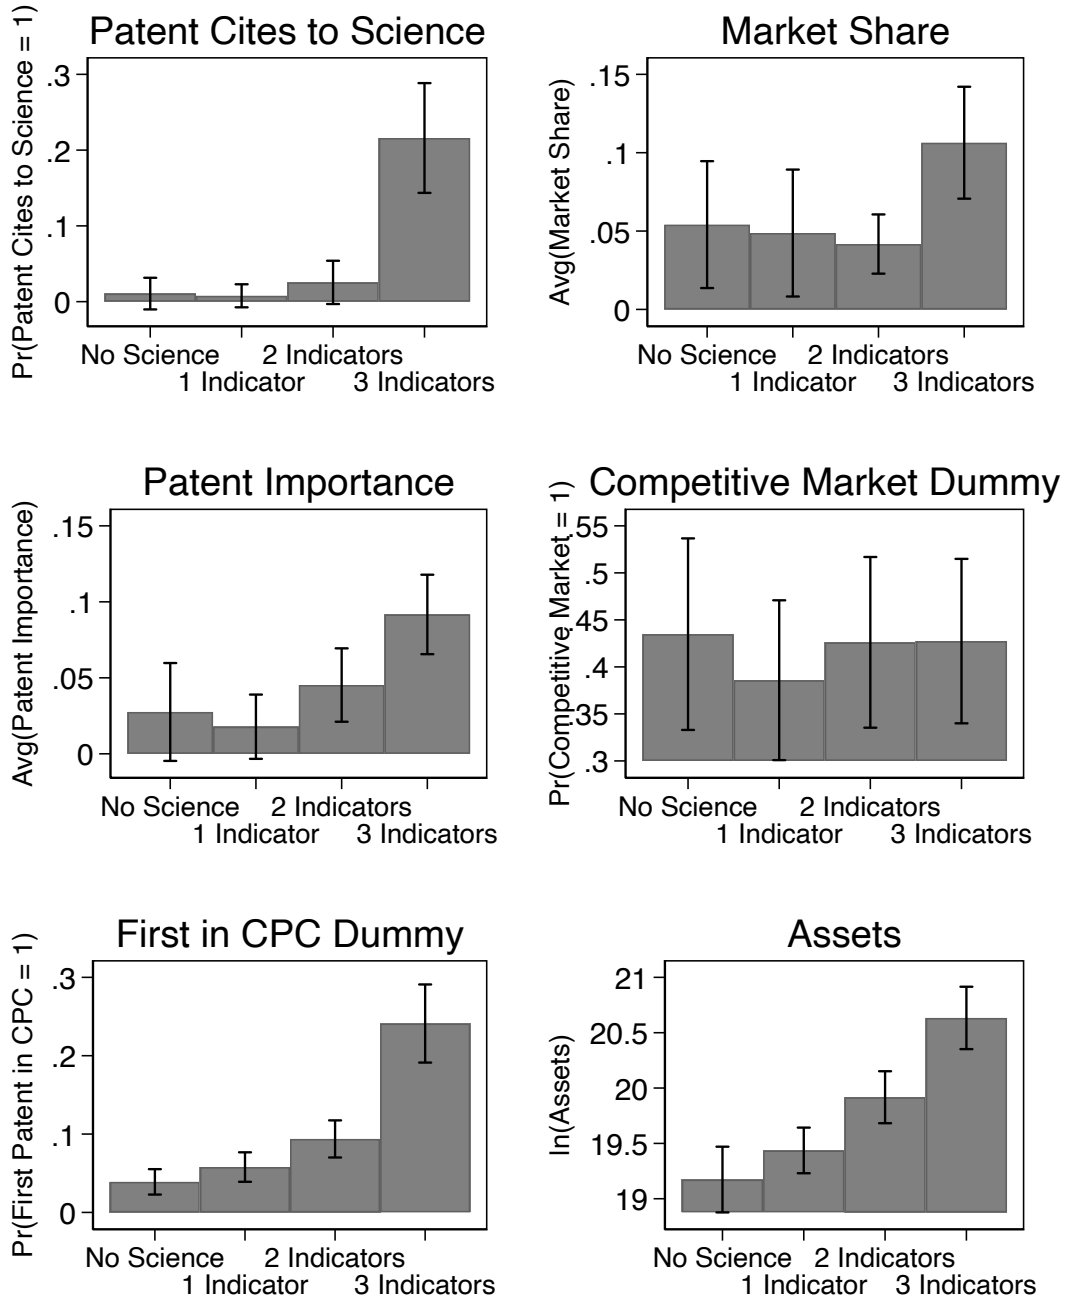 Patent Cites to Science
Pr(Patent Cites to Science = 1)
.3
.2
.1
0
No Science
1 Indicator
2 Indicators
3 Indicators
Market Share
Avg(Market Share)
.15
.1
.05
0
No Science
1 Indicator
2 Indicators
3 Indicators
Patent Importance
Avg(Patent Importance)
.15
.1
.05
0
No Science
1 Indicator
2 Indicators
3 Indicators
Competitive Market Dummy
Pr(Competitive Market = 1)
.55
.5
.45
.4
.35
.3
No Science
1 Indicator
2 Indicators
3 Indicators
First in CPC Dummy
Pr(First Patent in CPC = 1)
.3
.2
.1
0
No Science
1 Indicator
2 Indicators
3 Indicators
Assets
ln(Assets)
21
20.5
20
19.5
19
No Science
1 Indicator
2 Indicators
3 Indicators